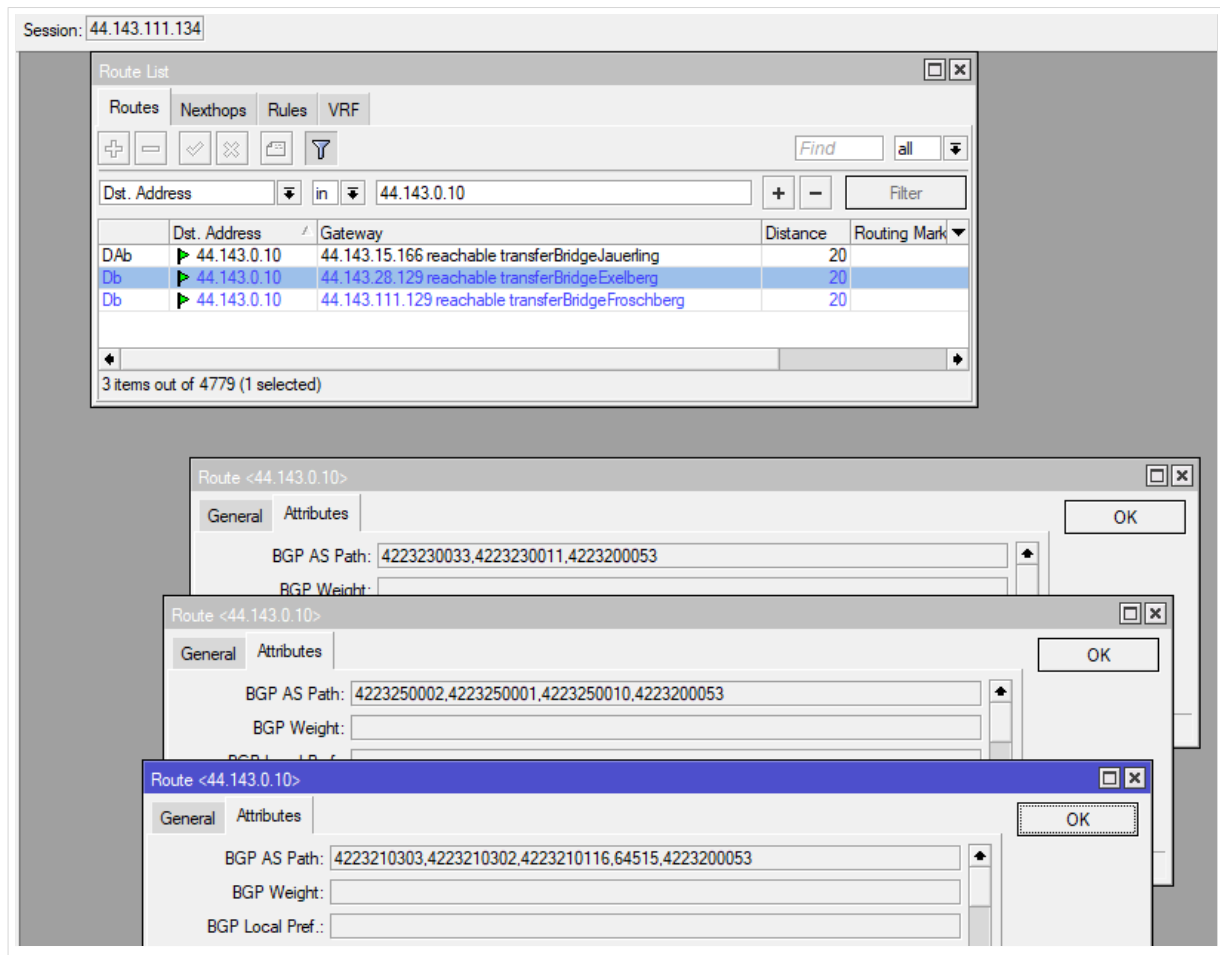 Session: 44.143.111.134
Route List
Routes Nexthops Rules VRF
Find all
Dst. Address in 44.143.0.10 + - Filter
Dst. Address Gateway Distance Routing Mark
DAb 44.143.0.10 44.143.15.166 reachable transferBridgeJauerling 20
Db 44.143.0.10 44.143.28.129 reachable transferBridgeExelberg 20
Db 44.143.0.10 44.143.111.129 reachable transferBridgeFroschberg 20
3 items out of 4779 (1 selected)
Route <44.143.0.10>
General Attributes OK
BGP AS Path: 4223230033,4223230011,4223200053
BGP Weight:
Route <44.143.0.10>
General Attributes OK
BGP AS Path: 4223250002,4223250001,4223250010,4223200053
BGP Weight:
BGP Local Pref.:
Route <44.143.0.10>
General Attributes OK
BGP AS Path: 4223210303,4223210302,4223210116,64515,4223200053
BGP Weight:
BGP Local Pref.: